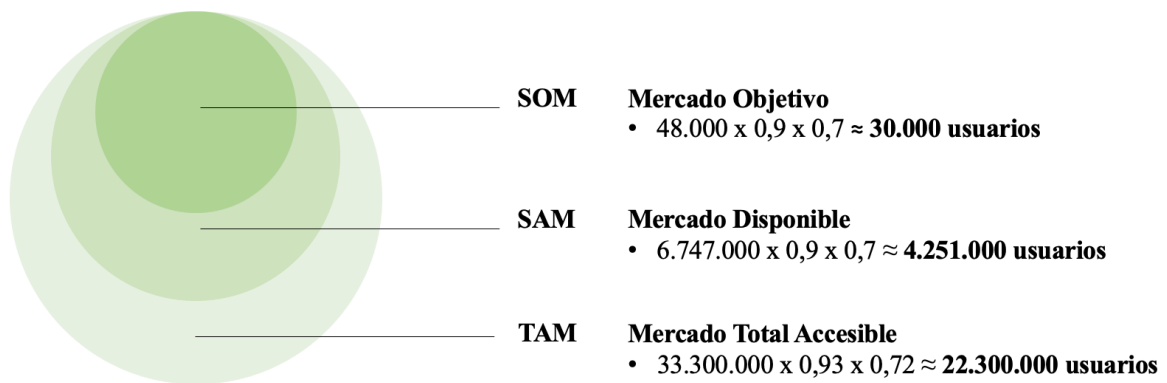 SOM Mercado Objetivo
• 48.000 x 0,9 x 0,7 ≈ 30.000 usuarios
SAM Mercado Disponible
• 6.747.000 x 0,9 x 0,7 ≈ 4.251.000 usuarios
TAM Mercado Total Accesible
• 33.300.000 x 0,93 x 0,72 ≈ 22.300.000 usuarios